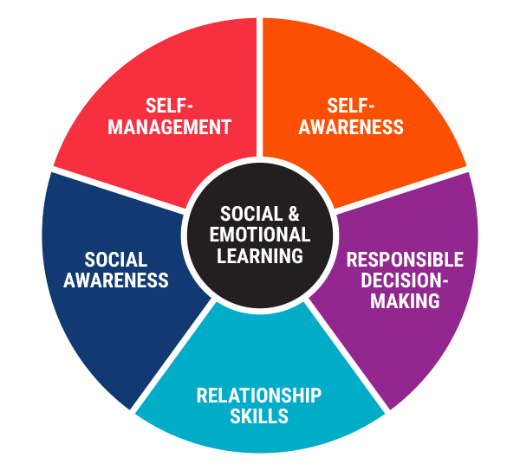 SELF-
MANAGEMENT
SELF-
AWARENESS
SOCIAL &
EMOTIONAL
LEARNING
SOCIAL
AWARENESS
RESPONSIBLE
DECISION-
MAKING
RELATIONSHIP
SKILLS